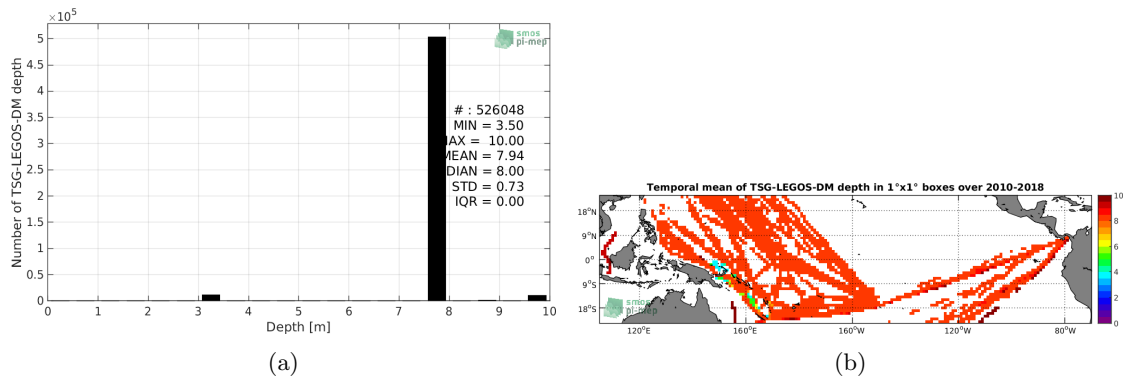 ×10⁵
5
4.5
4
3.5
3
2.5
2
1.5
1
0.5
0
0 1 2 3 4 5 6 7 8 9 10
Number of TSG-LEGOS-DM depth
Depth [m]
smos
pi-mep
# : 526048
MIN = 3.50
AX = 10.00
MEAN = 7.94
DIAN = 8.00
STD = 0.73
IQR = 0.00
(a)
Temporal mean of TSG-LEGOS-DM depth in 1°x1° boxes over 2010-2018
18°N
9°N
0°
9°S
18°S
120°E 160°E 160°W 120°W 80°W
smos
pi-mep
10
8
6
4
2
0
(b)